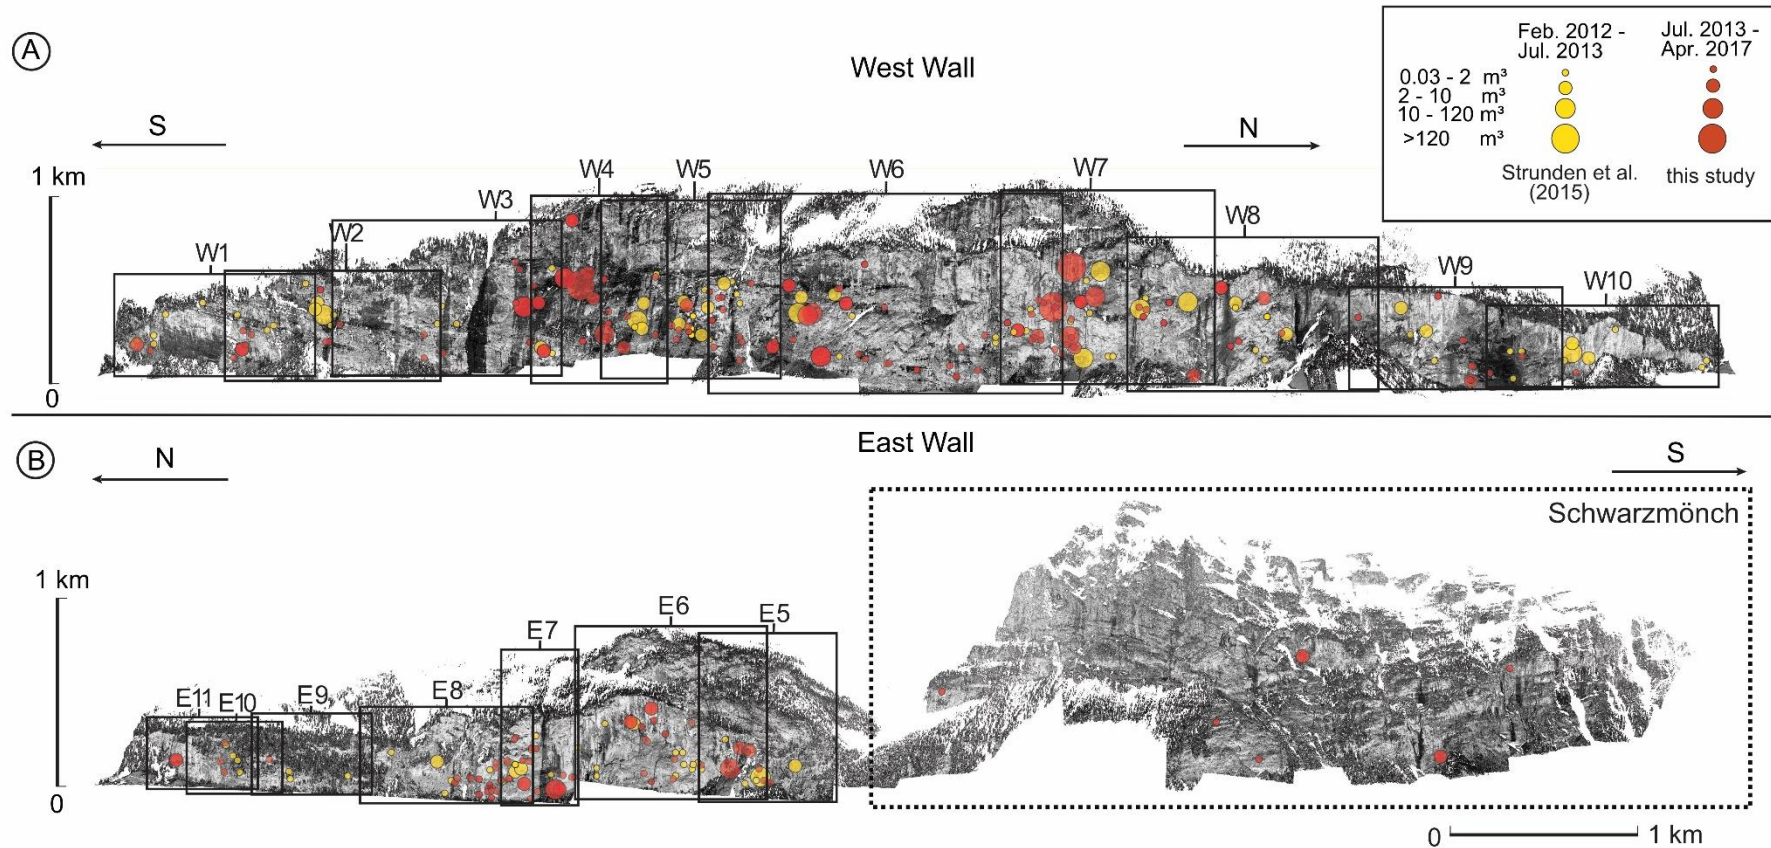 A
West Wall
Feb. 2012 -
Jul. 2013
Jul. 2013 -
Apr. 2017
0.03 - 2 m³
2 - 10 m³
10 - 120 m³
>120 m³
Strunden et al.
(2015)
this study
S
N
1 km
0
W1
W2
W3
W4
W5
W6
W7
W8
W9
W10
B
East Wall
N
S
Schwarzmönch
1 km
0
E11
E10
E9
E8
E7
E6
E5
0
1 km